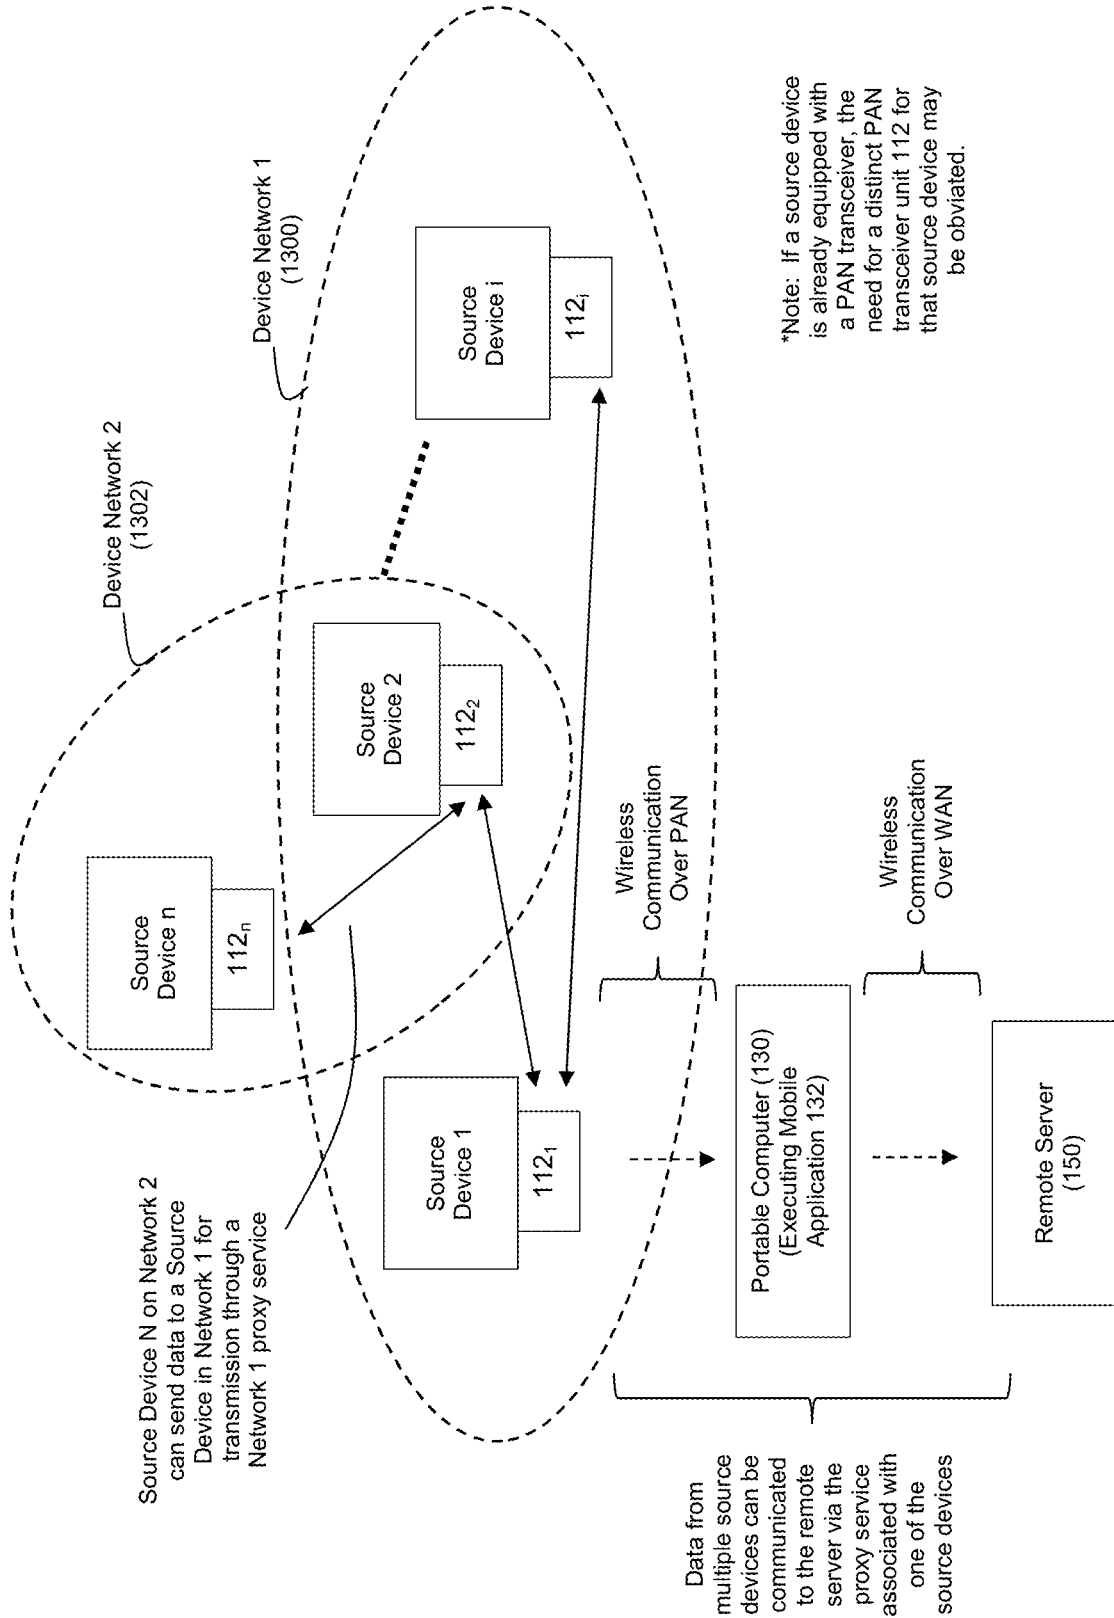 Source Device N on Network 2
can send data to a Source
Device in Network 1 for
transmission through a
Network 1 proxy service
Device Network 2
(1302)
Device Network 1
(1300)
Source
Device n
112n
Source
Device 2
1122
Source
Device i
112i
Source
Device 1
1121
Wireless
Communication
Over PAN
Portable Computer (130)
(Executing Mobile
Application 132)
Wireless
Communication
Over WAN
Remote Server
(150)
Data from
multiple source
devices can be
communicated
to the remote
server via the
proxy service
associated with
one of the
source devices
*Note: If a source device
is already equipped with
a PAN transceiver, the
need for a distinct PAN
transceiver unit 112 for
that source device may
be obviated.